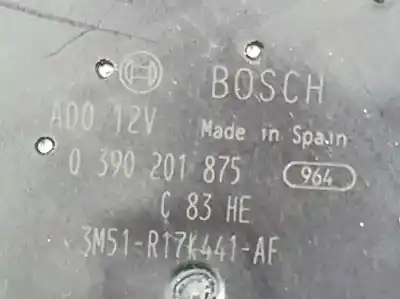 BOSCH
ADO 12V Made in Spain
0 390 201 875 964
C 83 HE
3M51-R17K441-AF